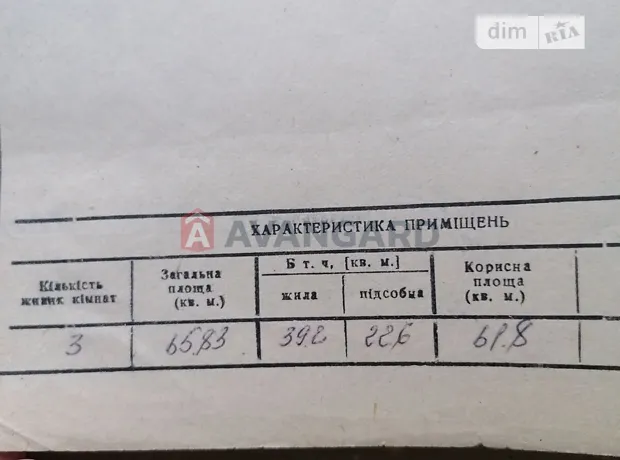 dim RIA
ХАРАКТЕРИСТИКА ПРИМІЩЕНЬ
AVANGARD
Кількість
живих кімнат
Загальна
площа
(кв. м.)
В т. ч. [кв. м.]
жила
підсобна
Корисна
площа
(кв. м.)
3
65.83
39.2
22.6
61.8